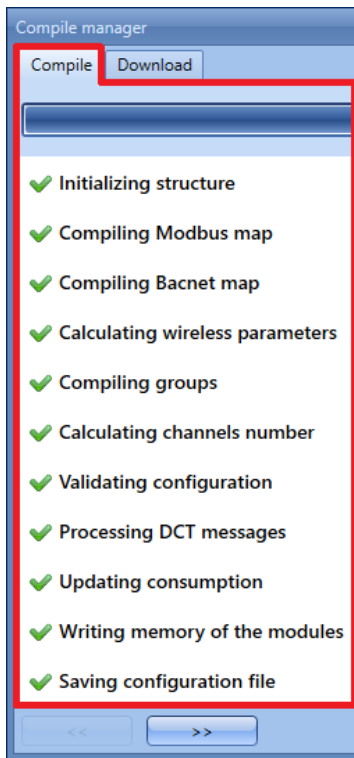 Compile manager
Compile Download
Initializing structure
Compiling Modbus map
Compiling Bacnet map
Calculating wireless parameters
Compiling groups
Calculating channels number
Validating configuration
Processing DCT messages
Updating consumption
Writing memory of the modules
Saving configuration file
<< >>